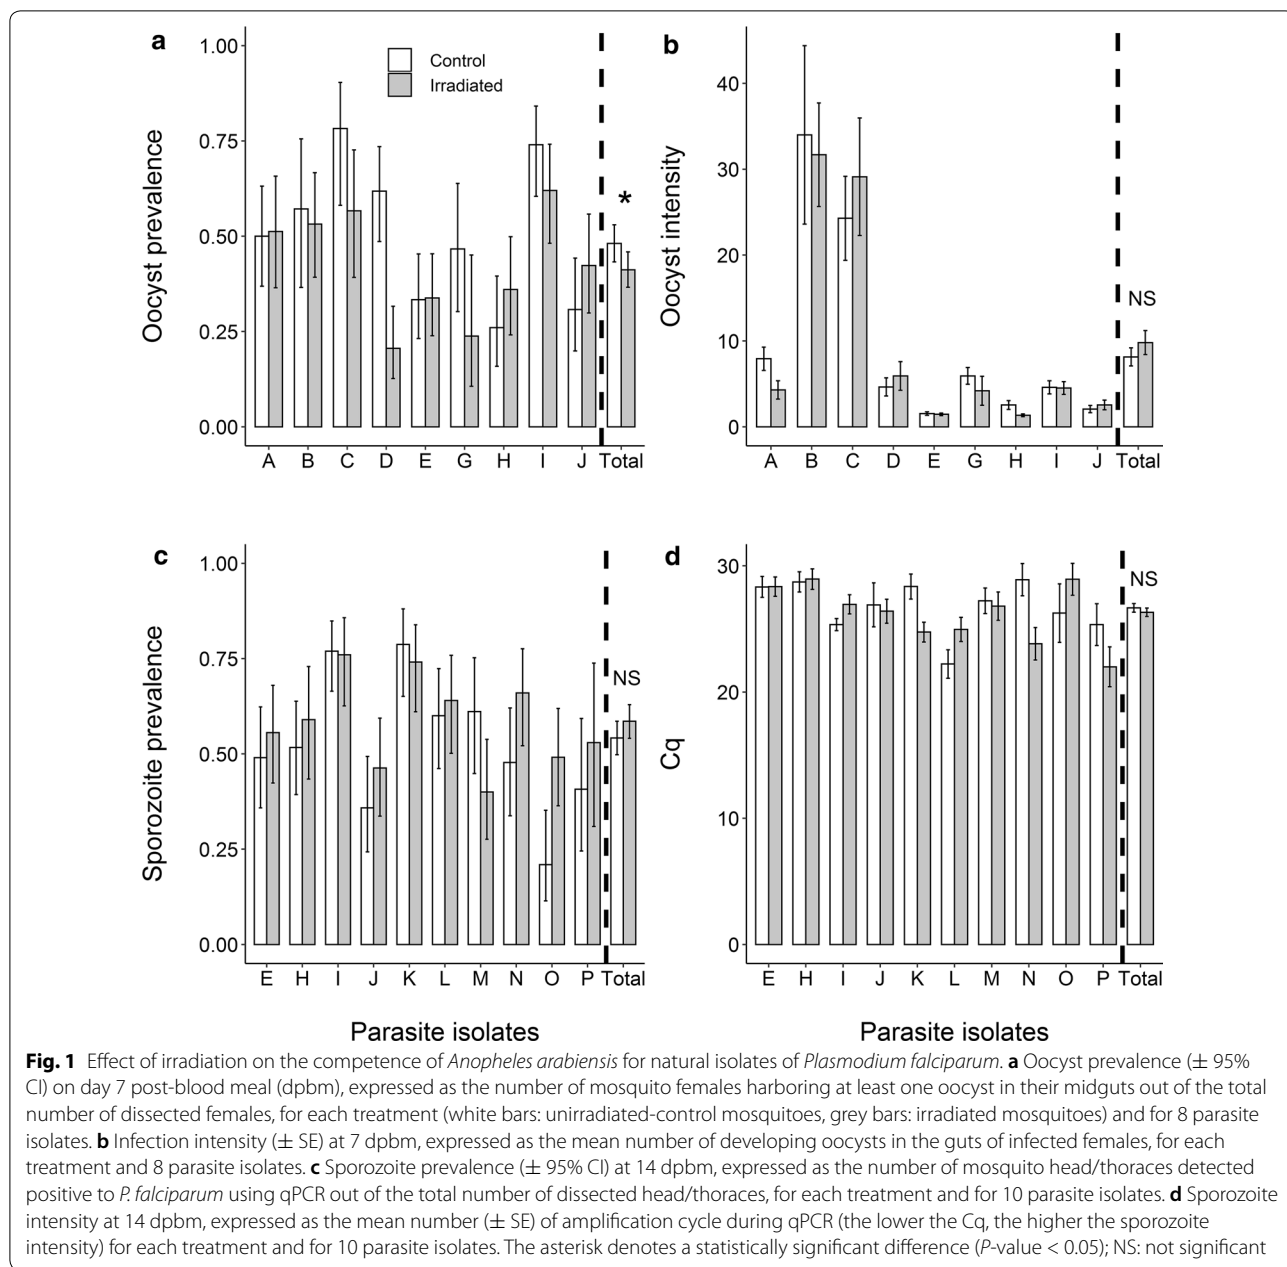 a
1.00
0.75
0.50
0.25
0.00
Oocyst prevalence
Control
Irradiated
*
A B C D E G H I J Total
b
40
30
20
10
0
Oocyst intensity
NS
A B C D E G H I J Total
c
1.00
0.75
0.50
0.25
0.00
Sporozoite prevalence
NS
E H I J K L M N O P Total
Parasite isolates
d
30
20
10
0
Cq
NS
E H I J K L M N O P Total
Parasite isolates
Fig. 1 Effect of irradiation on the competence of Anopheles arabiensis for natural isolates of Plasmodium falciparum. a Oocyst prevalence (± 95%
CI) on day 7 post-blood meal (dpbm), expressed as the number of mosquito females harboring at least one oocyst in their midguts out of the total
number of dissected females, for each treatment (white bars: unirradiated-control mosquitoes, grey bars: irradiated mosquitoes) and for 8 parasite
isolates. b Infection intensity (± SE) at 7 dpbm, expressed as the mean number of developing oocysts in the guts of infected females, for each
treatment and 8 parasite isolates. c Sporozoite prevalence (± 95% CI) at 14 dpbm, expressed as the number of mosquito head/thoraces detected
positive to P. falciparum using qPCR out of the total number of dissected head/thoraces, for each treatment and for 10 parasite isolates. d Sporozoite
intensity at 14 dpbm, expressed as the mean number (± SE) of amplification cycle during qPCR (the lower the Cq, the higher the sporozoite
intensity) for each treatment and for 10 parasite isolates. The asterisk denotes a statistically significant difference (P-value < 0.05); NS: not significant